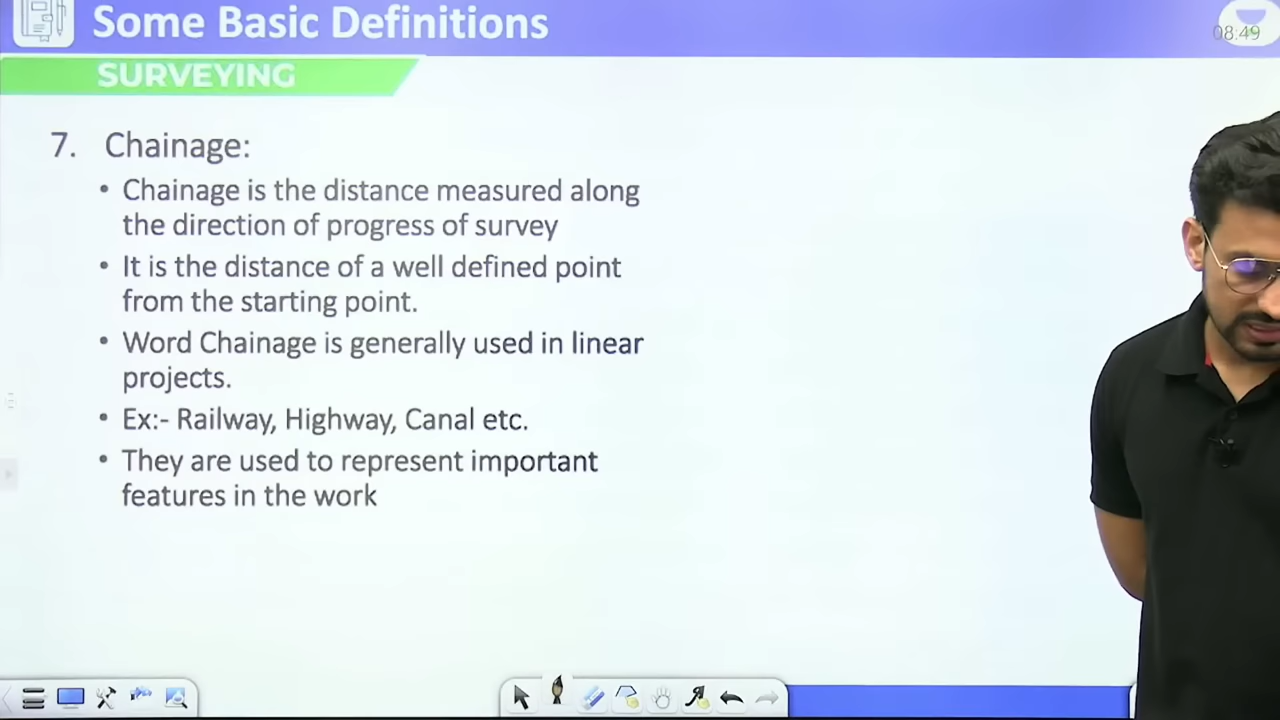 Some Basic Definitions
08:49
SURVEYING
7. Chainage:
• Chainage is the distance measured along
the direction of progress of survey
• It is the distance of a well defined point
from the starting point.
• Word Chainage is generally used in linear
projects.
• Ex:- Railway, Highway, Canal etc.
• They are used to represent important
features in the work